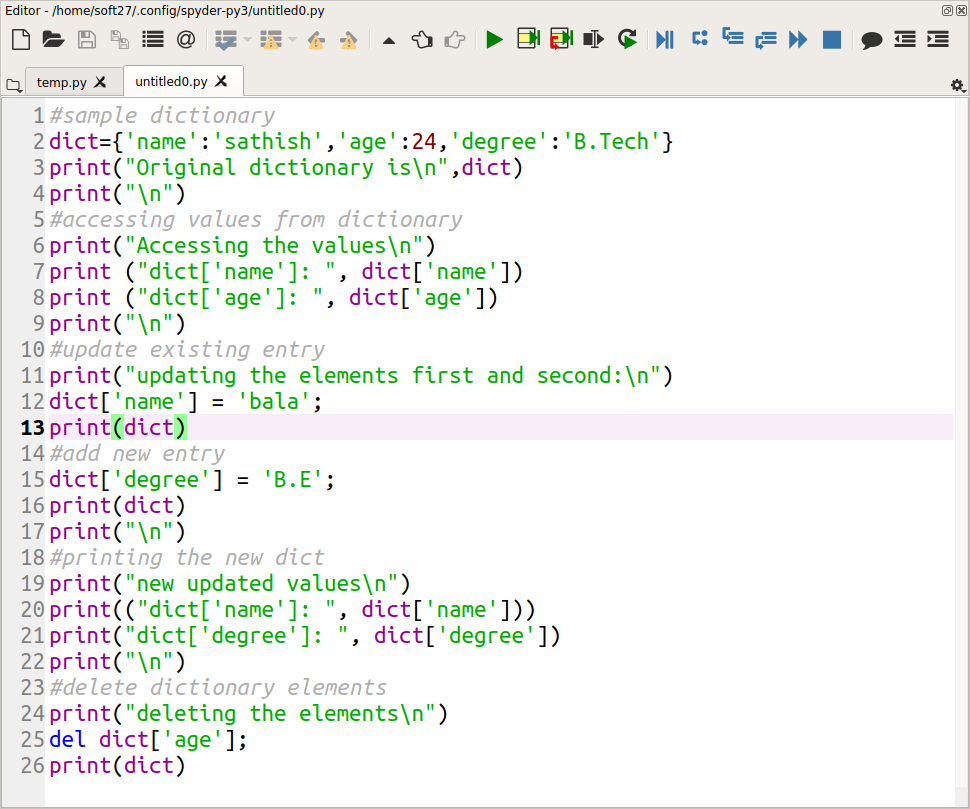 Editor - /home/soft27/.config/spyder-py3/untitled0.py
temp.py
untitled0.py
1 #sample dictionary
2 dict={'name':'sathish','age':24,'degree':'B.Tech'}
3 print("Original dictionary is\n",dict)
4 print("\n")
5 #accessing values from dictionary
6 print("Accessing the values\n")
7 print ("dict['name']: ", dict['name'])
8 print ("dict['age']: ", dict['age'])
9 print("\n")
10 #update existing entry
11 print("updating the elements first and second:\n")
12 dict['name'] = 'bala';
13 print(dict)
14 #add new entry
15 dict['degree'] = 'B.E';
16 print(dict)
17 print("\n")
18 #printing the new dict
19 print("new updated values\n")
20 print(("dict['name']: ", dict['name']))
21 print("dict['degree']: ", dict['degree'])
22 print("\n")
23 #delete dictionary elements
24 print("deleting the elements\n")
25 del dict['age'];
26 print(dict)